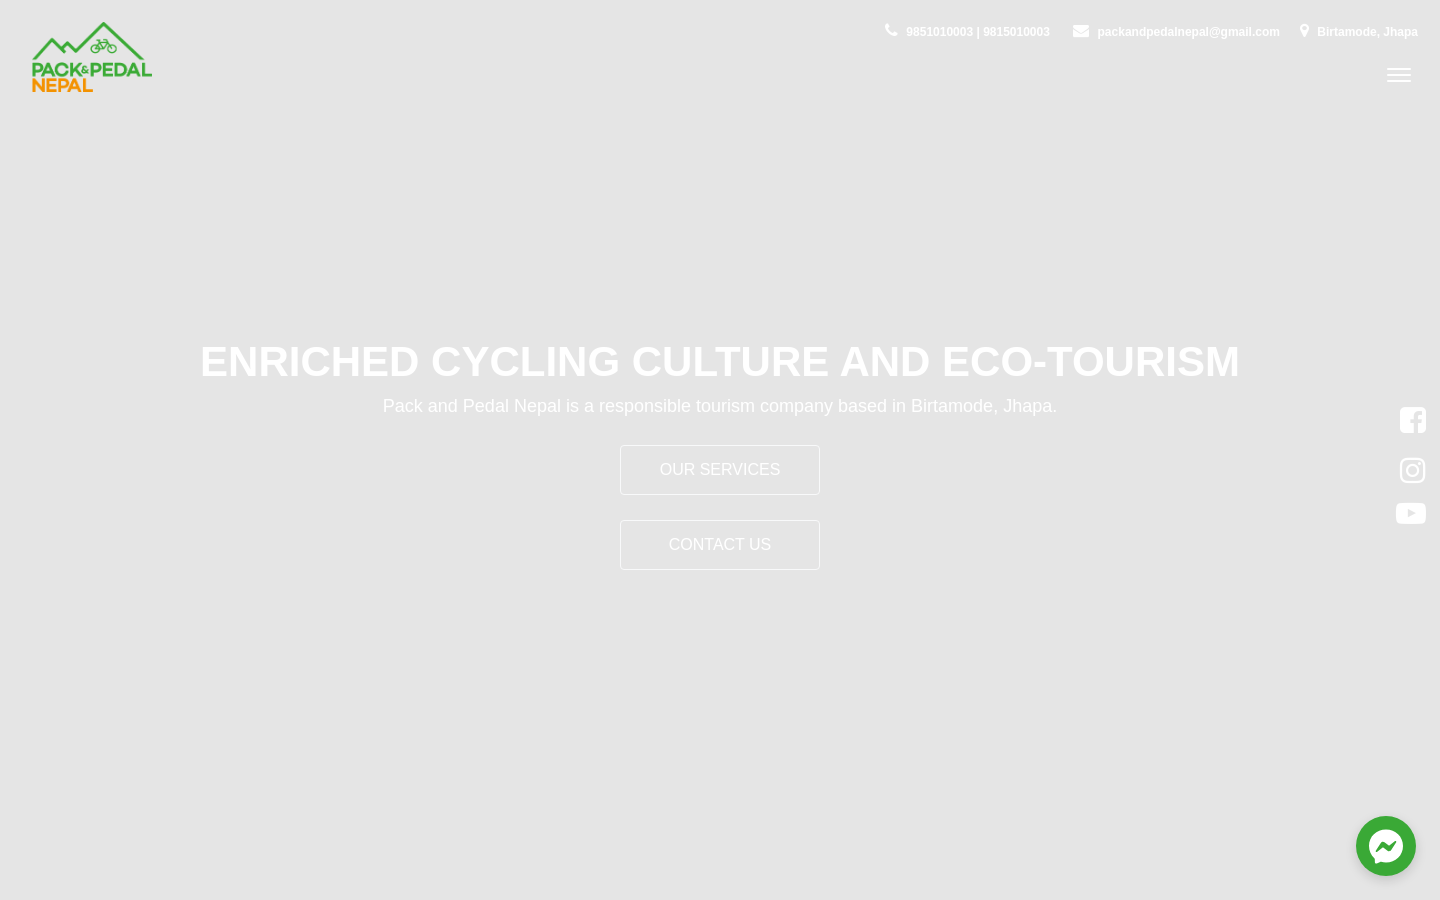 PACK&PEDAL
NEPAL
9851010003 | 9815010003
packandpedalnepal@gmail.com
Birtamode, Jhapa
ENRICHED CYCLING CULTURE AND ECO-TOURISM
Pack and Pedal Nepal is a responsible tourism company based in Birtamode, Jhapa.
OUR SERVICES
CONTACT US